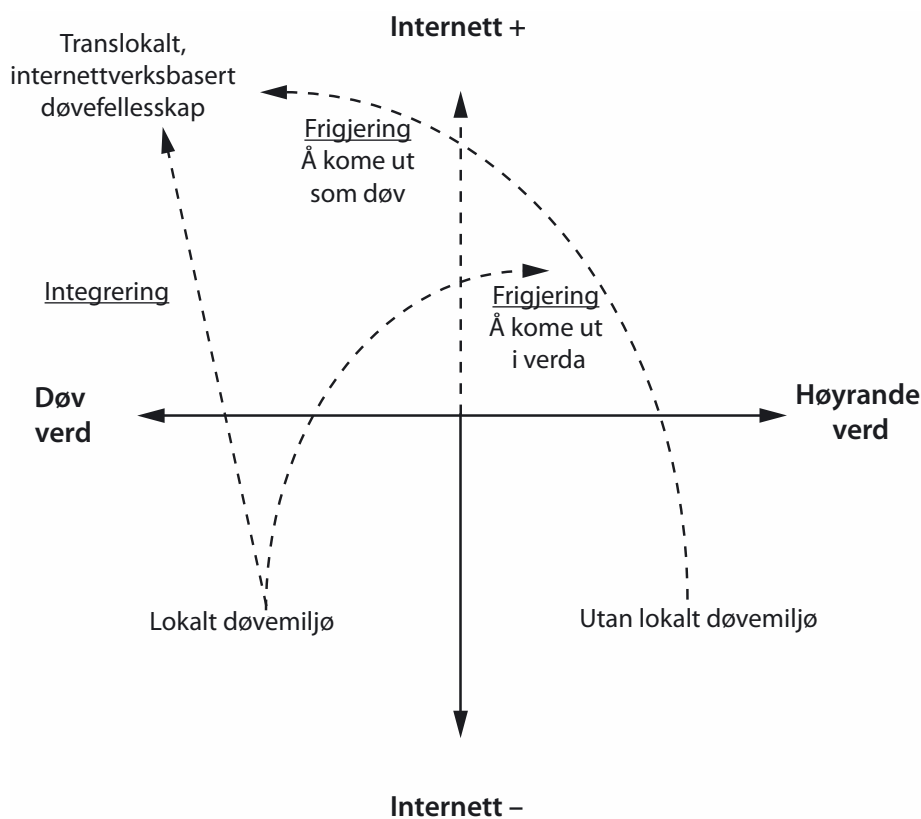 Internett +
Translokalt,
internettverksbasert
døvefellesskap
Frigjering
Å kome ut
som døv
Integrering
Frigjering
Å kome ut
i verda
Døv
verd
Høyrande
verd
Lokalt døvemiljø
Utan lokalt døvemiljø
Internett –